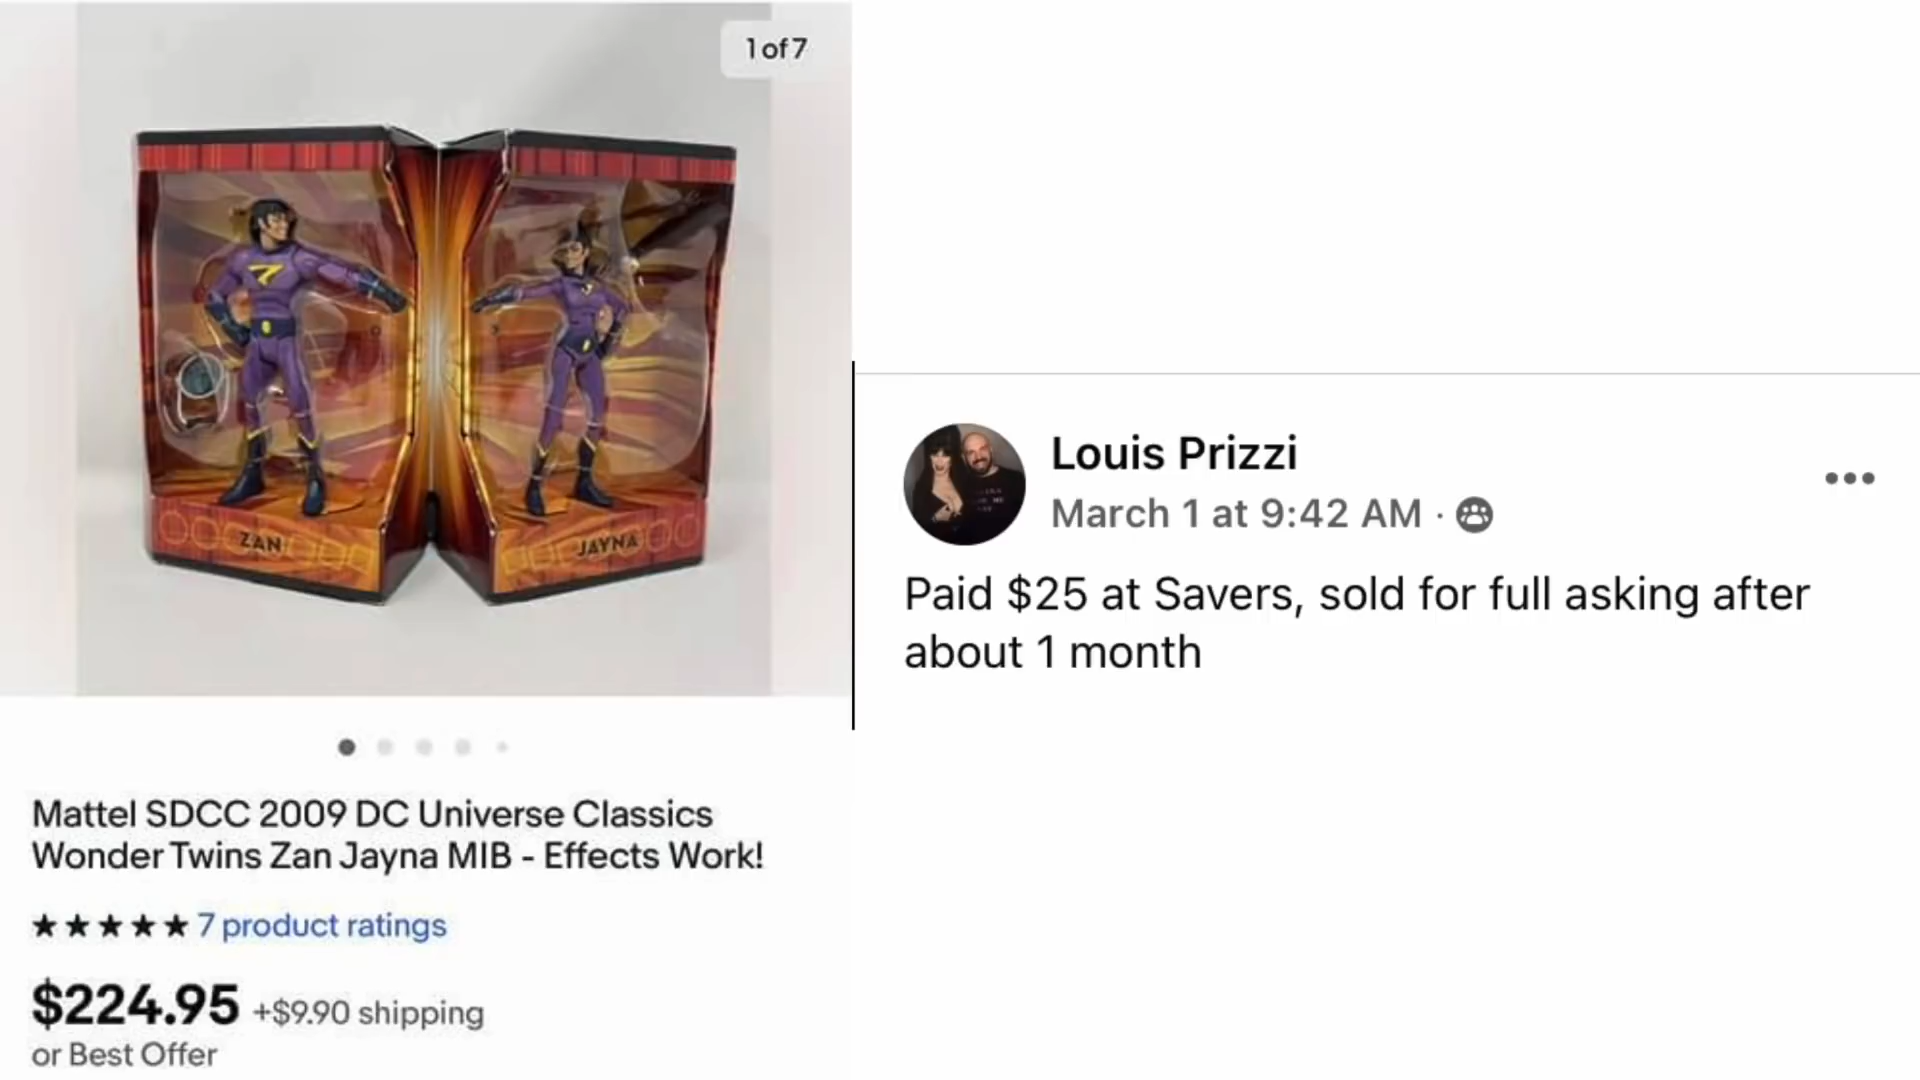 1 of 7
ZAN
JAYNA
Mattel SDCC 2009 DC Universe Classics
Wonder Twins Zan Jayna MIB - Effects Work!
★★★★★ 7 product ratings
$224.95 +$9.90 shipping
or Best Offer
Louis Prizzi
March 1 at 9:42 AM ·
Paid $25 at Savers, sold for full asking after
about 1 month